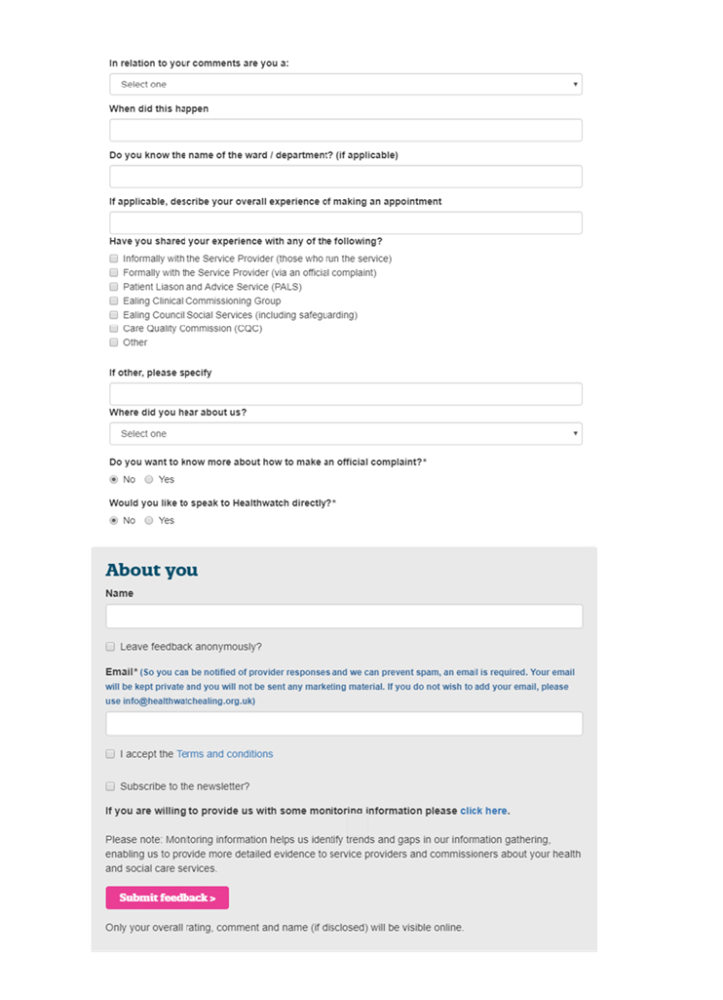 In relation to your comments are you a:
Select one
When did this happen
Do you know the name of the ward / department? (if applicable)
If applicable, describe your overall experience of making an appointment
Have you shared your experience with any of the following?
Informally with the Service Provider (those who run the service)
Formally with the Service Provider (via an official complaint)
Patient Liason and Advice Service (PALS)
Ealing Clinical Commissioning Group
Ealing Council Social Services (including safeguarding)
Care Quality Commission (CQC)
Other
If other, please specify
Where did you hear about us?
Select one
Do you want to know more about how to make an official complaint?*
No Yes
Would you like to speak to Healthwatch directly?*
No Yes
About you
Name
Leave feedback anonymously?
Email* (So you can be notified of provider responses and we can prevent spam, an email is required. Your email
will be kept private and you will not be sent any marketing material. If you do not wish to add your email, please
use info@healthwatchealing.org.uk)
I accept the Terms and conditions
Subscribe to the newsletter?
If you are willing to provide us with some monitoring information please click here.
Please note: Monitoring information helps us identify trends and gaps in our information gathering,
enabling us to provide more detailed evidence to service providers and commissioners about your health
and social care services.
Submit feedback >
Only your overall rating, comment and name (if disclosed) will be visible online.